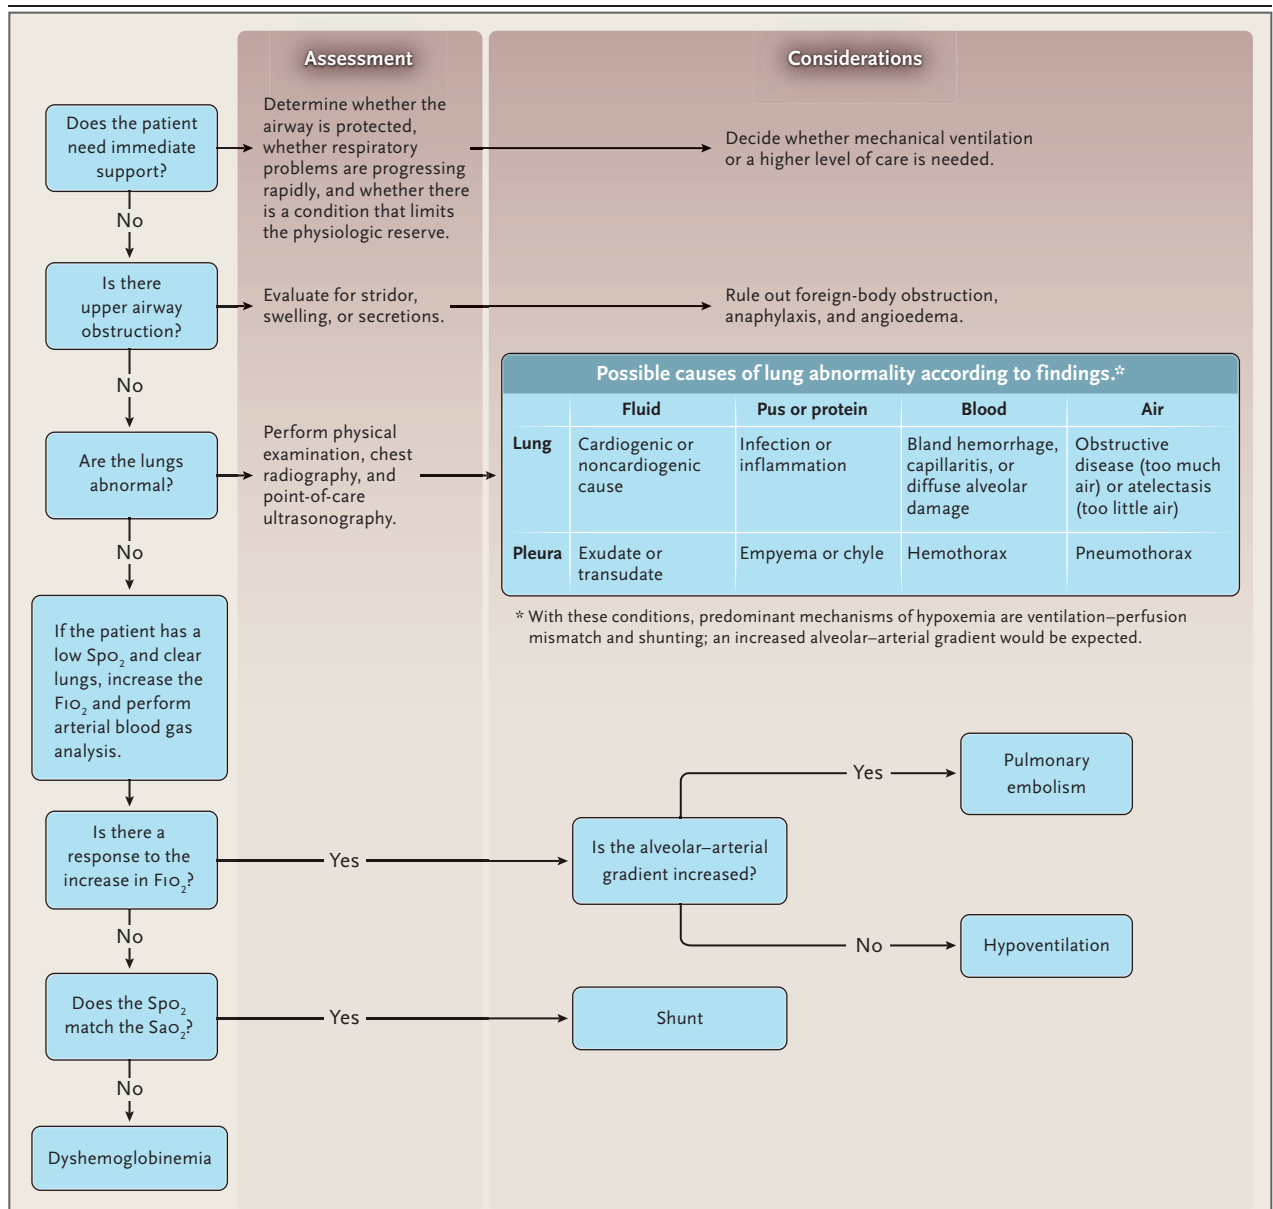 Assessment
Considerations
Does the patient
need immediate
support?
Determine whether the
airway is protected,
whether respiratory
problems are progressing
rapidly, and whether there
is a condition that limits
the physiologic reserve.
Decide whether mechanical ventilation
or a higher level of care is needed.
No
Is there
upper airway
obstruction?
Evaluate for stridor,
swelling, or secretions.
Rule out foreign-body obstruction,
anaphylaxis, and angioedema.
No
Are the lungs
abnormal?
Perform physical
examination, chest
radiography, and
point-of-care
ultrasonography.
Possible causes of lung abnormality according to findings.*
Fluid
Pus or protein
Blood
Air
Lung
Cardiogenic or
noncardiogenic
cause
Infection or
inflammation
Bland hemorrhage,
capillaritis, or
diffuse alveolar
damage
Obstructive
disease (too much
air) or atelectasis
(too little air)
Pleura
Exudate or
transudate
Empyema or chyle
Hemothorax
Pneumothorax
* With these conditions, predominant mechanisms of hypoxemia are ventilation–perfusion
mismatch and shunting; an increased alveolar–arterial gradient would be expected.
No
If the patient has a
low SpO₂ and clear
lungs, increase the
FIO₂ and perform
arterial blood gas
analysis.
Is there a
response to the
increase in FIO₂?
Yes
Is the alveolar–arterial
gradient increased?
Yes
Pulmonary
embolism
No
Hypoventilation
No
Does the SpO₂
match the SaO₂?
Yes
Shunt
No
Dyshemoglobinemia